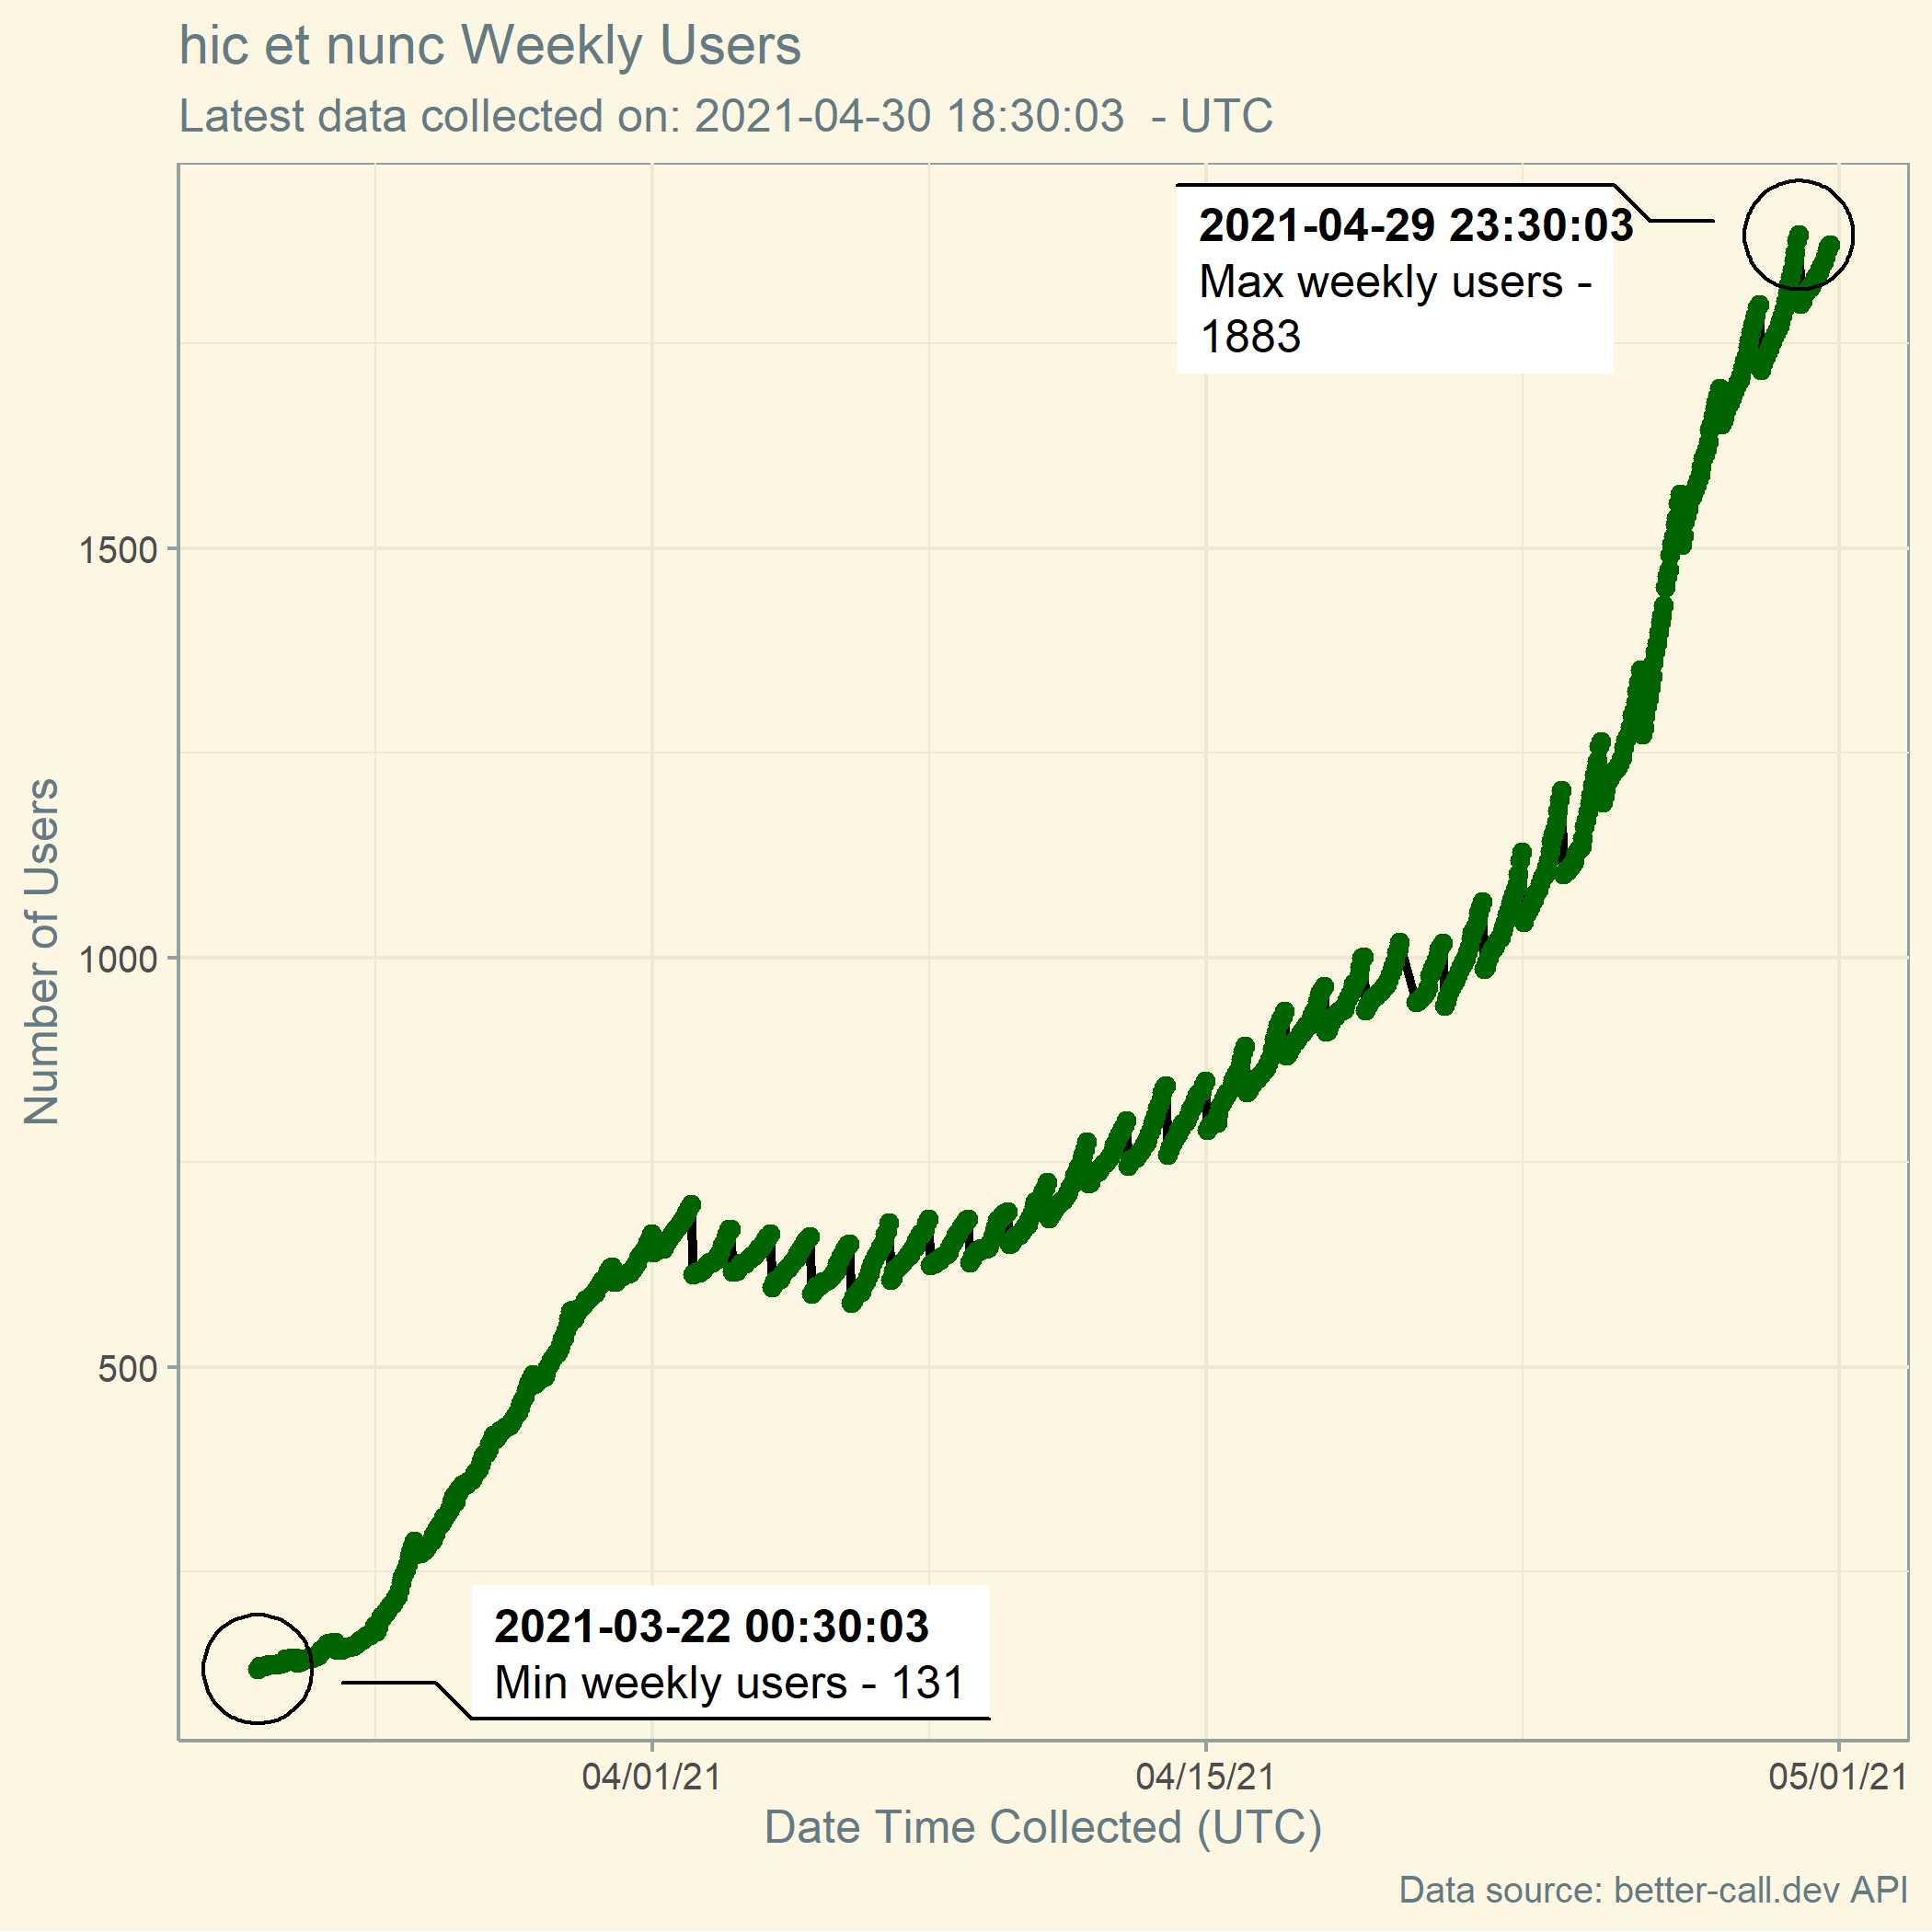 hic et nunc Weekly Users
Latest data collected on: 2021-04-30 18:30:03  - UTC
2021-04-29 23:30:03
Max weekly users -
1883
1500
1000
500
Number of Users
2021-03-22 00:30:03
Min weekly users - 131
04/01/21
04/15/21
05/01/21
Date Time Collected (UTC)
Data source: better-call.dev API